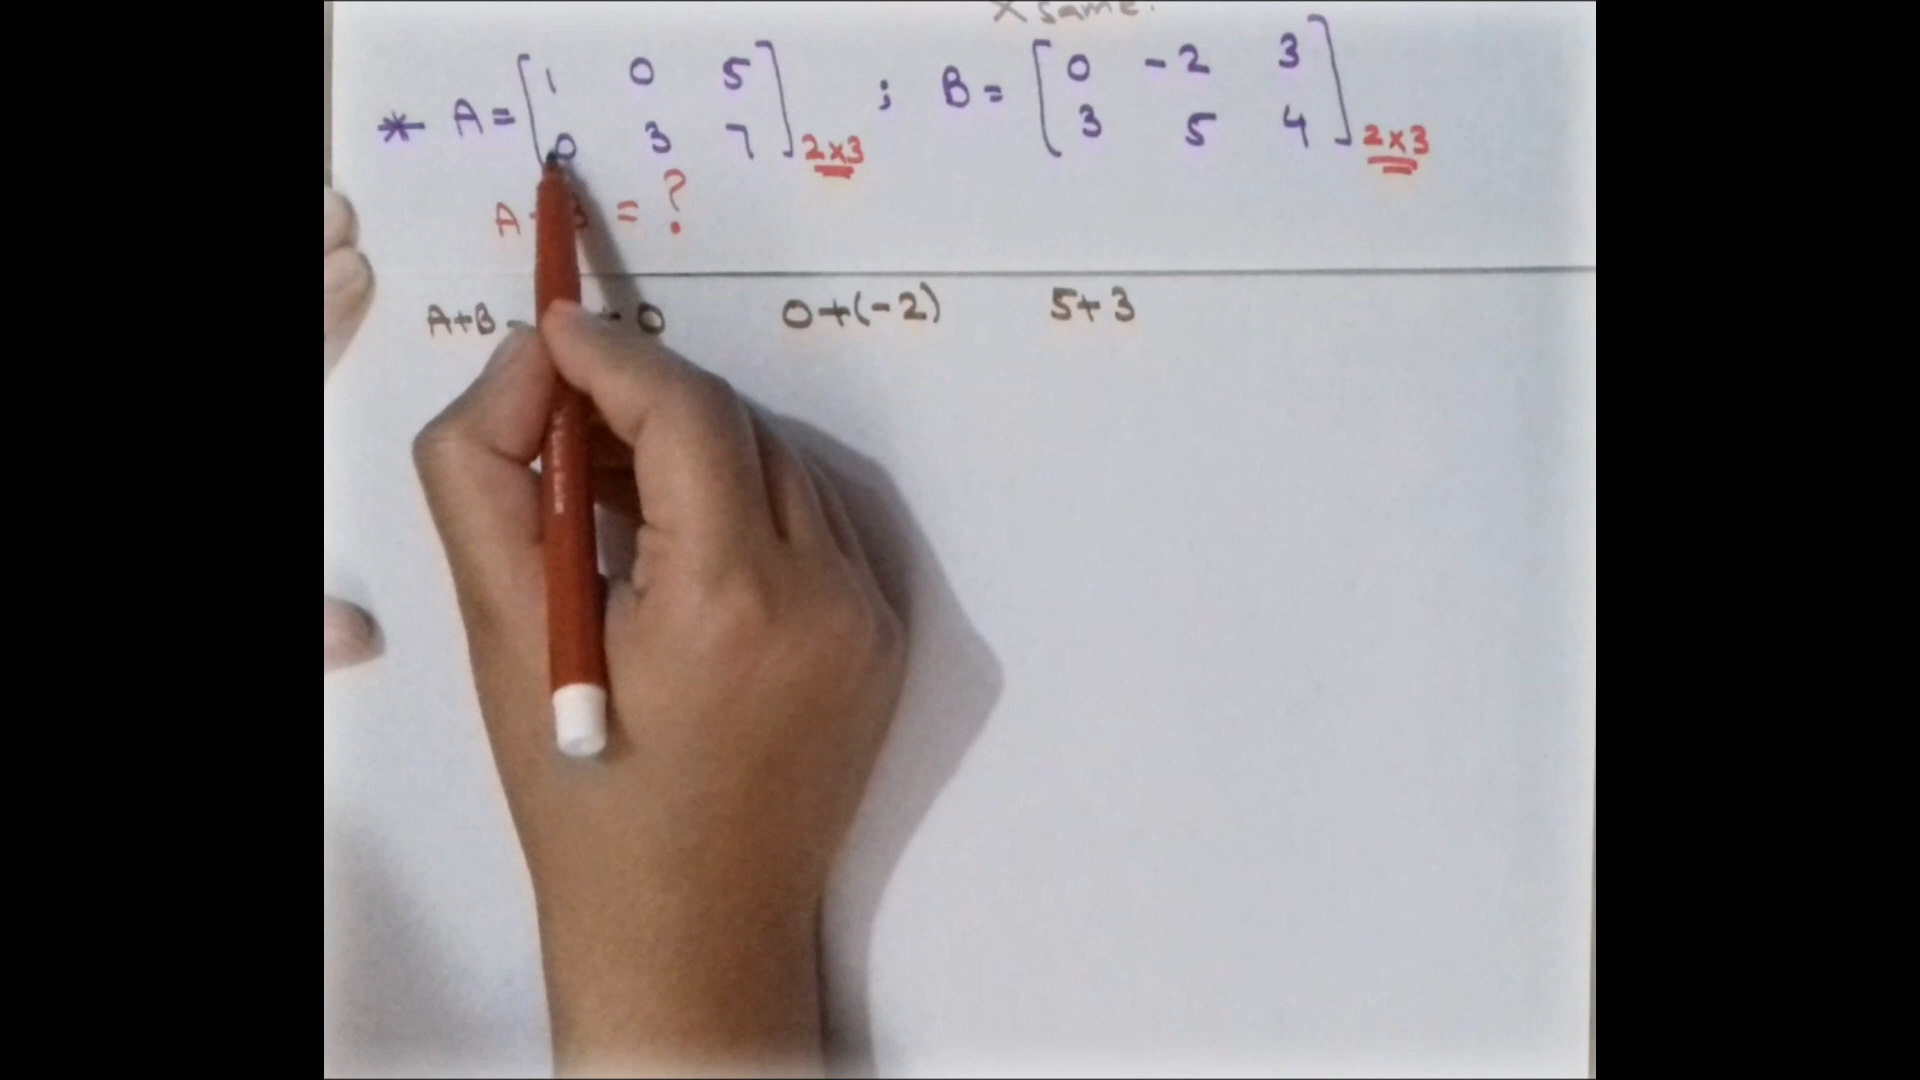 X same.
* A = [ 1 0 5 ; B = [ 0 -2 3
0 3 7 ] 2x3 3 5 4 ] 2x3
A B = ?
A+B + 0 0+(-2) 5+3